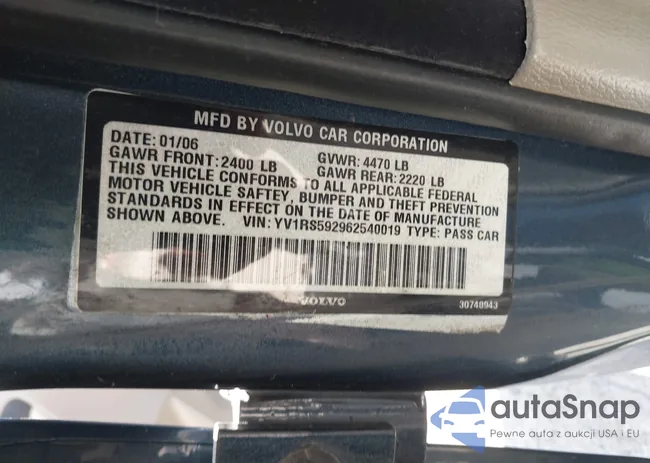 MFD BY VOLVO CAR CORPORATION
DATE: 01/06 GVWR: 4470 LB
GAWR FRONT: 2400 LB GAWR REAR: 2220 LB
THIS VEHICLE CONFORMS TO ALL APPLICABLE FEDERAL
MOTOR VEHICLE SAFTEY, BUMPER AND THEFT PREVENTION
STANDARDS IN EFFECT ON THE DATE OF MANUFACTURE
SHOWN ABOVE. VIN: YV1RS592962540019 TYPE: PASS CAR
VOLVO 30740943
autaSnap
Pewne auta z aukcji USA i EU